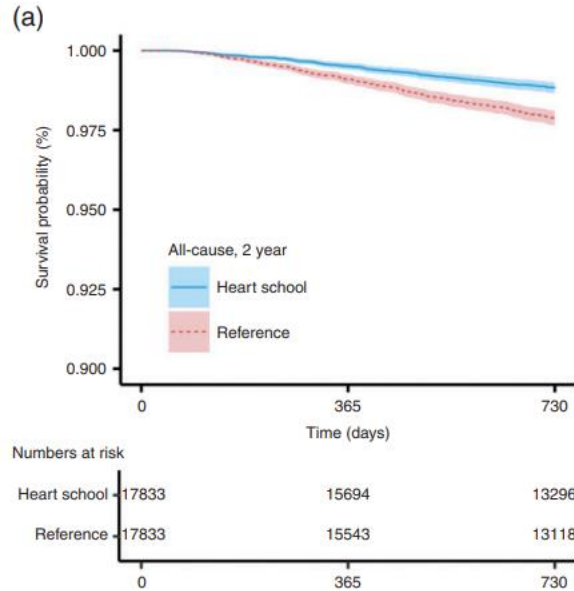 (a)
1.000
0.975
0.950
0.925
0.900
Survival probability (%)
All-cause, 2 year
Heart school
Reference
0 365 730
Time (days)
Numbers at risk
Heart school 17833 15694 13296
Reference 17833 15543 13118
0 365 730